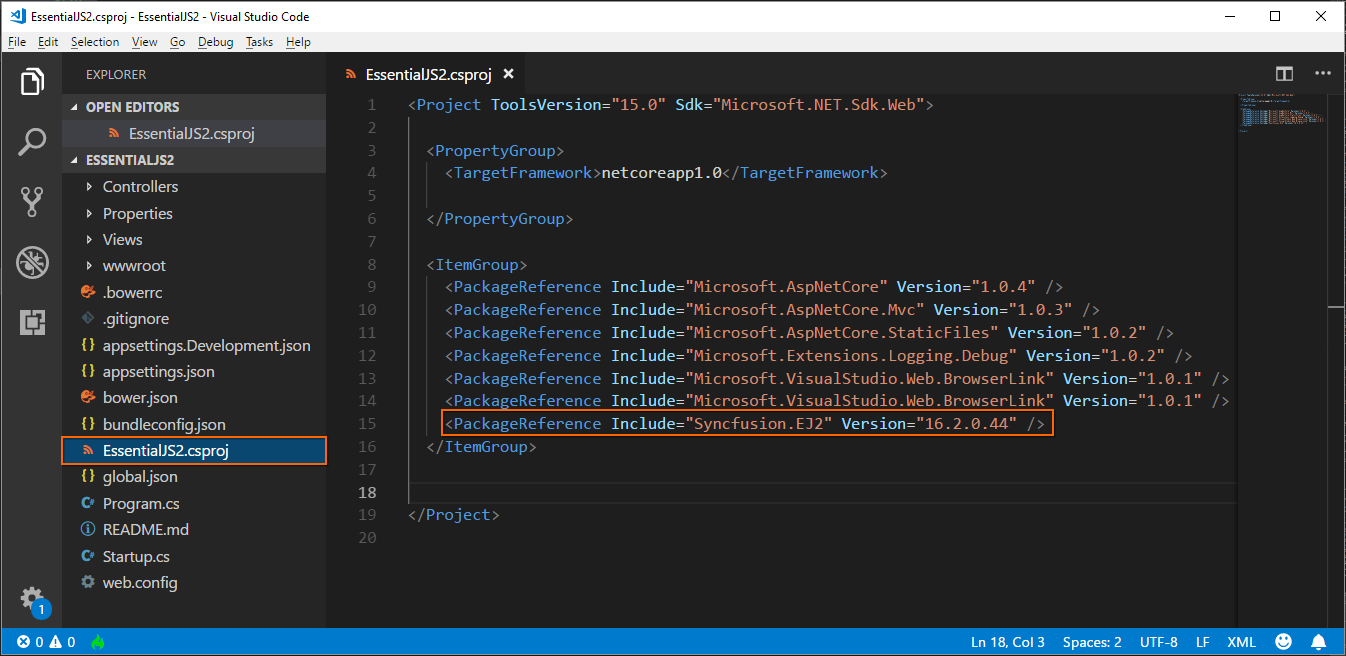 EssentialJS2.csproj - EssentialJS2 - Visual Studio Code
File Edit Selection View Go Debug Tasks Help
EXPLORER
OPEN EDITORS
EssentialJS2.csproj
ESSENTIALJS2
Controllers
Properties
Views
wwwroot
.bowerrc
.gitignore
{ } appsettings.Development.json
{ } appsettings.json
bower.json
{ } bundleconfig.json
EssentialJS2.csproj
{ } global.json
C# Program.cs
README.md
C# Startup.cs
web.config
1
EssentialJS2.csproj ×
1 <Project ToolsVersion="15.0" Sdk="Microsoft.NET.Sdk.Web">
2
3 <PropertyGroup>
4 <TargetFramework>netcoreapp1.0</TargetFramework>
5
6 </PropertyGroup>
7
8 <ItemGroup>
9 <PackageReference Include="Microsoft.AspNetCore" Version="1.0.4" />
10 <PackageReference Include="Microsoft.AspNetCore.Mvc" Version="1.0.3" />
11 <PackageReference Include="Microsoft.AspNetCore.StaticFiles" Version="1.0.2" />
12 <PackageReference Include="Microsoft.Extensions.Logging.Debug" Version="1.0.2" />
13 <PackageReference Include="Microsoft.VisualStudio.Web.BrowserLink" Version="1.0.1" />
14 <PackageReference Include="Microsoft.VisualStudio.Web.BrowserLink" Version="1.0.1" />
15 <PackageReference Include="Syncfusion.EJ2" Version="16.2.0.44" />
16 </ItemGroup>
17
18
19 </Project>
20
0 0
Ln 18, Col 3 Spaces: 2 UTF-8 LF XML